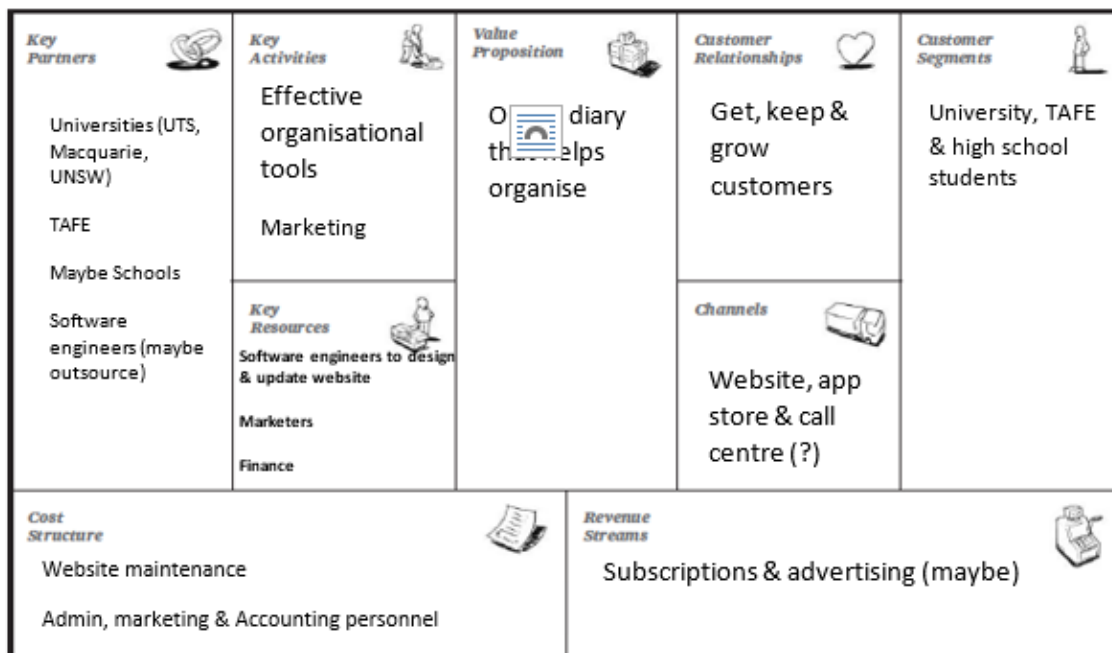 Key
Partners
Universities (UTS,
Macquarie,
UNSW)
TAFE
Maybe Schools
Software
engineers (maybe
outsource)
Key
Activities
Effective
organisational
tools
Marketing
Key
Resources
Software engineers to design
& update website
Marketers
Finance
Value
Proposition
diary
helps
organise
Customer
Relationships
Get, keep &
grow
customers
Channels
Website, app
store & call
centre (?)
Customer
Segments
University, TAFE
& high school
students
Cost
Structure
Website maintenance
Admin, marketing & Accounting personnel
Revenue
Streams
Subscriptions & advertising (maybe)